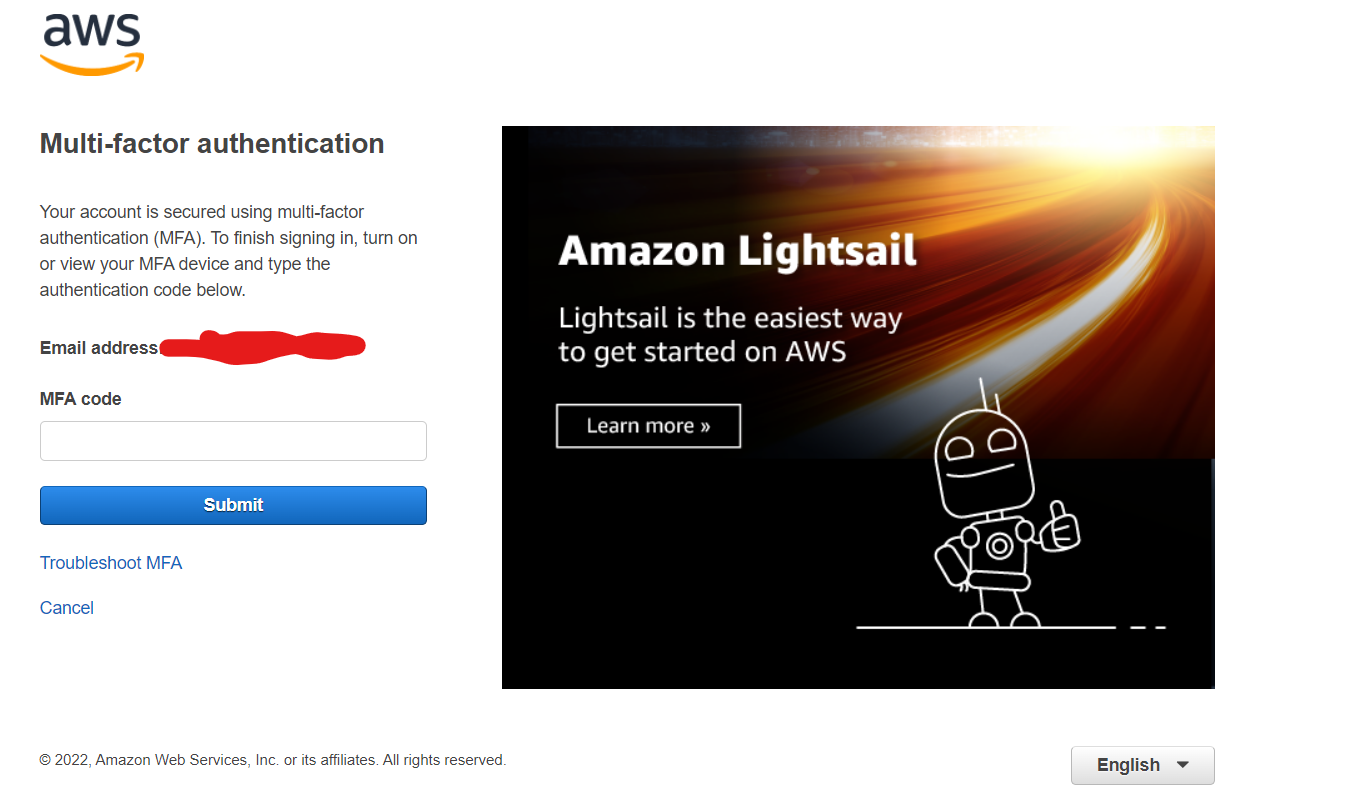 aws
Multi-factor authentication
Your account is secured using multi-factor
authentication (MFA). To finish signing in, turn on
or view your MFA device and type the
authentication code below.
Email address:
MFA code
Submit
Troubleshoot MFA
Cancel
Amazon Lightsail
Lightsail is the easiest way
to get started on AWS
Learn more »
© 2022, Amazon Web Services, Inc. or its affiliates. All rights reserved.
English